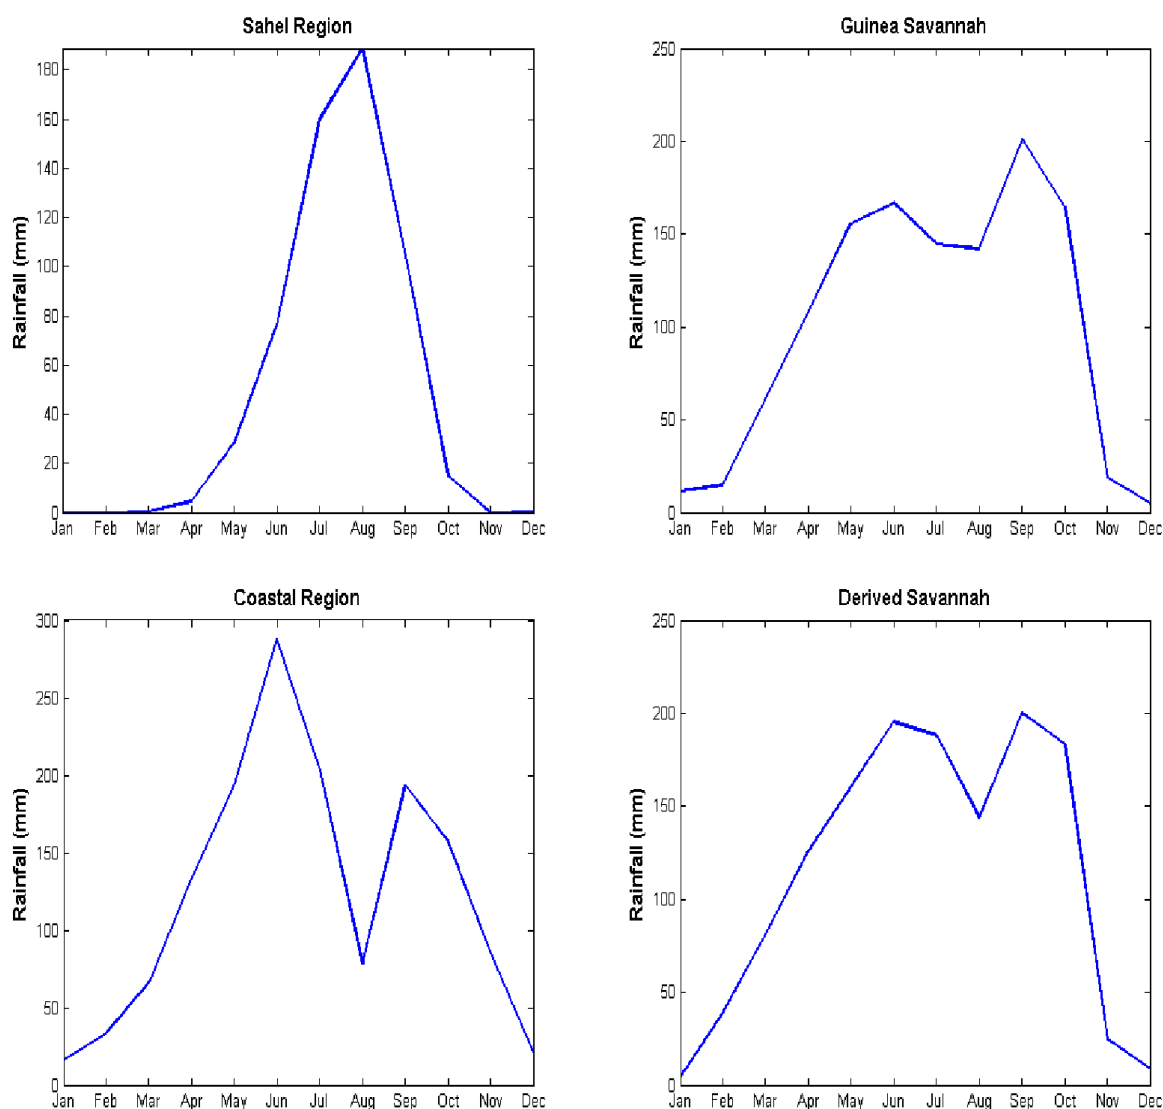 Sahel Region
Rainfall (mm)
180
160
140
120
100
80
60
40
20
0
Jan Feb Mar Apr May Jun Jul Aug Sep Oct Nov Dec
Guinea Savannah
Rainfall (mm)
250
200
150
100
50
0
Jan Feb Mar Apr May Jun Jul Aug Sep Oct Nov Dec
Coastal Region
Rainfall (mm)
300
250
200
150
100
50
0
Jan Feb Mar Apr May Jun Jul Aug Sep Oct Nov Dec
Derived Savannah
Rainfall (mm)
250
200
150
100
50
0
Jan Feb Mar Apr May Jun Jul Aug Sep Oct Nov Dec